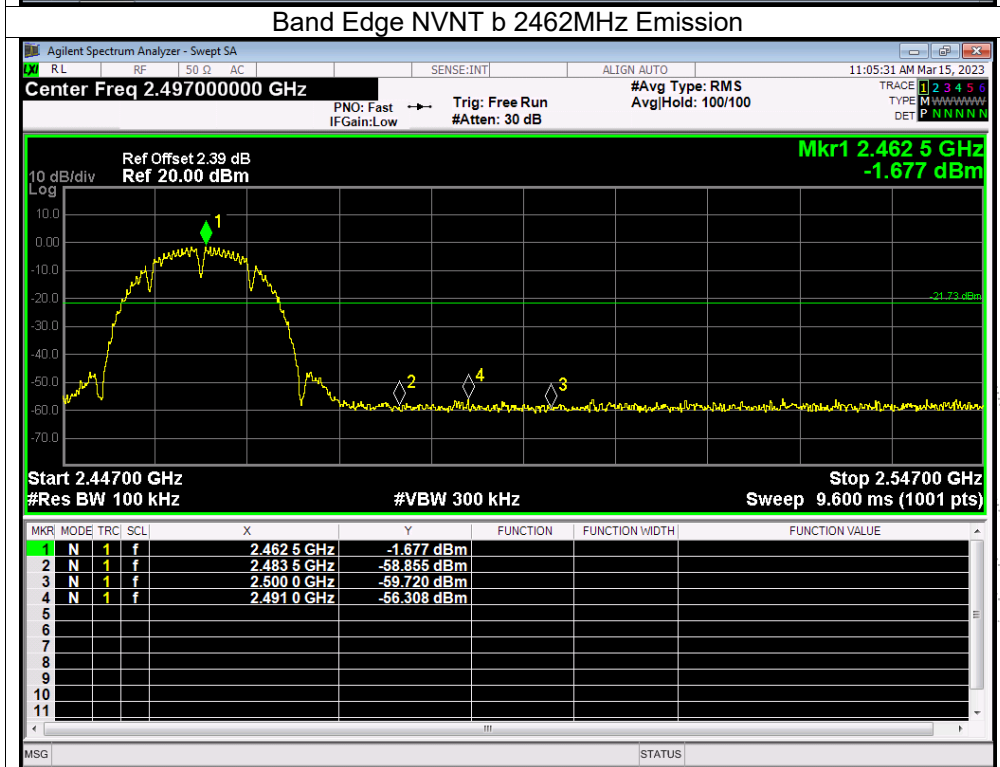 Band Edge NVNT b 2462MHz Emission
Agilent Spectrum Analyzer - Swept SA
LXI RL RF 50 Ω AC SENSE:INT ALIGN AUTO 11:05:31 AM Mar 15, 2023
Center Freq 2.497000000 GHz #Avg Type: RMS TRACE 1 2 3 4 5 6
PNO: Fast Trig: Free Run Avg|Hold: 100/100 TYPE M WWWWW
IFGain:Low #Atten: 30 dB DET P N N N N N
Mkr1 2.462 5 GHz
Ref Offset 2.39 dB
10 dB/div Ref 20.00 dBm -1.677 dBm
Log
10.0
1
0.00
-10.0
-20.0 -21.73 dBm
-30.0
-40.0
-50.0 2 4 3
-60.0
-70.0
Start 2.44700 GHz Stop 2.54700 GHz
#Res BW 100 kHz #VBW 300 kHz Sweep 9.600 ms (1001 pts)
MKR MODE TRC SCL X Y FUNCTION FUNCTION WIDTH FUNCTION VALUE
1 N 1 f 2.462 5 GHz -1.677 dBm
2 N 1 f 2.483 5 GHz -58.855 dBm
3 N 1 f 2.500 0 GHz -59.720 dBm
4 N 1 f 2.491 0 GHz -56.308 dBm
5
6
7
8
9
10
11
MSG STATUS